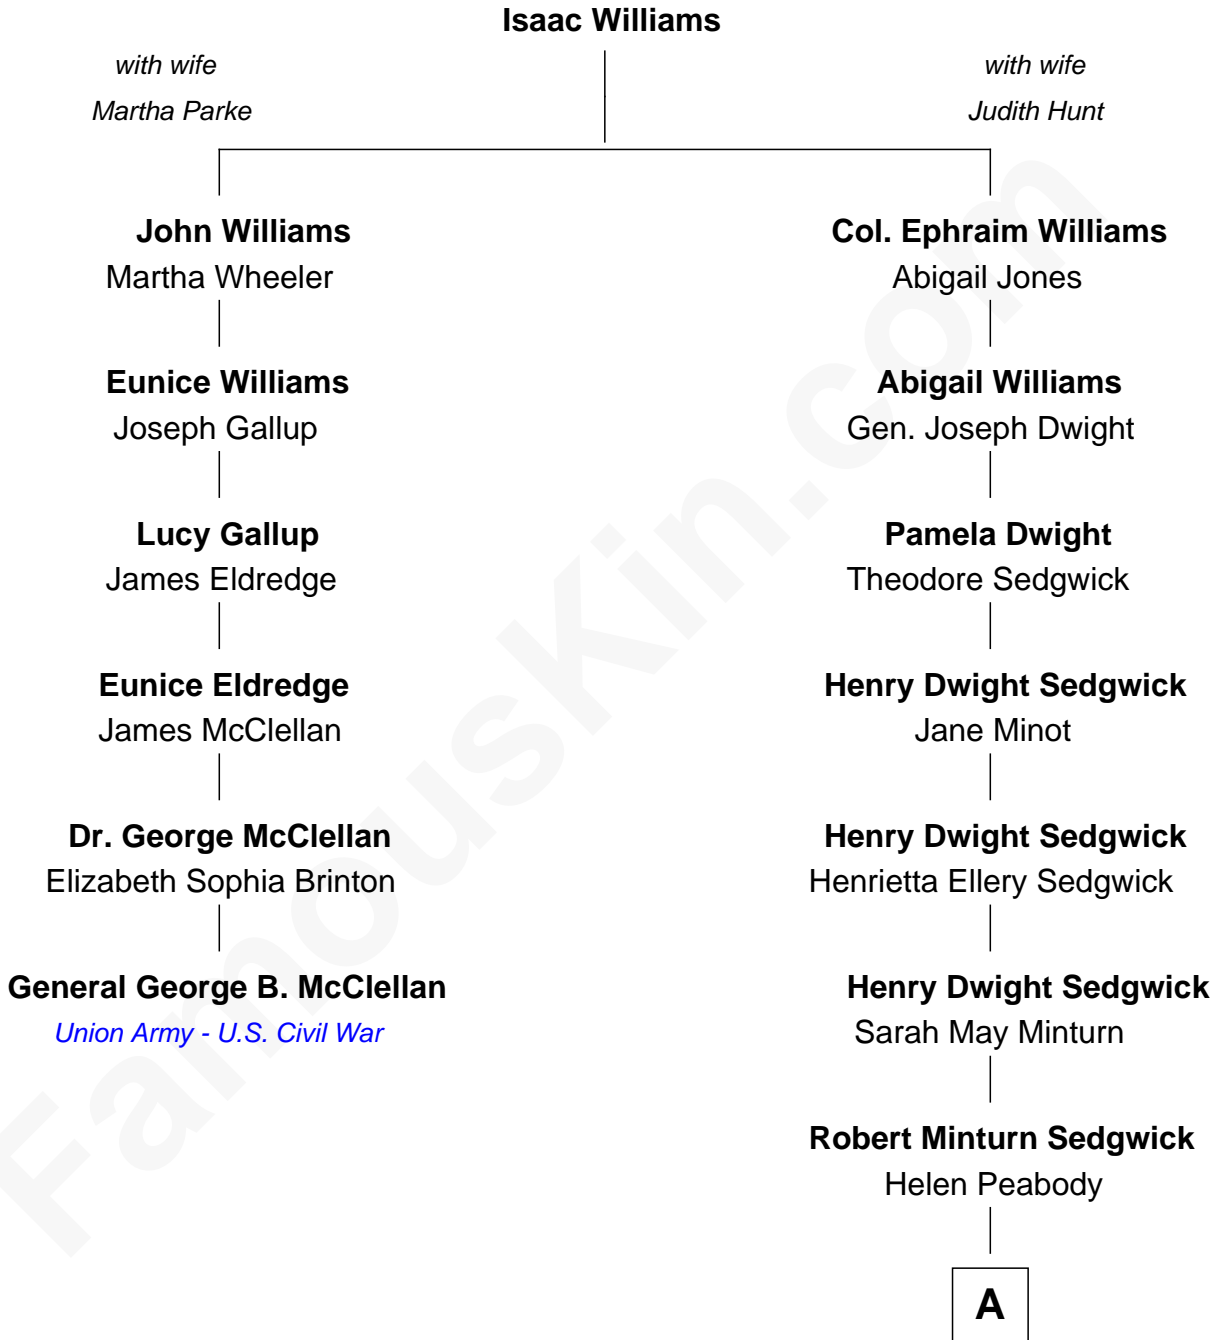 Isaac Williams
with wife
Martha Parke
with wife
Judith Hunt
John Williams
Martha Wheeler
Col. Ephraim Williams
Abigail Jones
Eunice Williams
Joseph Gallup
Abigail Williams
Gen. Joseph Dwight
Lucy Gallup
James Eldredge
Pamela Dwight
Theodore Sedgwick
Eunice Eldredge
James McClellan
Henry Dwight Sedgwick
Jane Minot
Dr. George McClellan
Elizabeth Sophia Brinton
Henry Dwight Sedgwick
Henrietta Ellery Sedgwick
General George B. McClellan
Union Army - U.S. Civil War
Henry Dwight Sedgwick
Sarah May Minturn
Robert Minturn Sedgwick
Helen Peabody
A
FamousKin.com